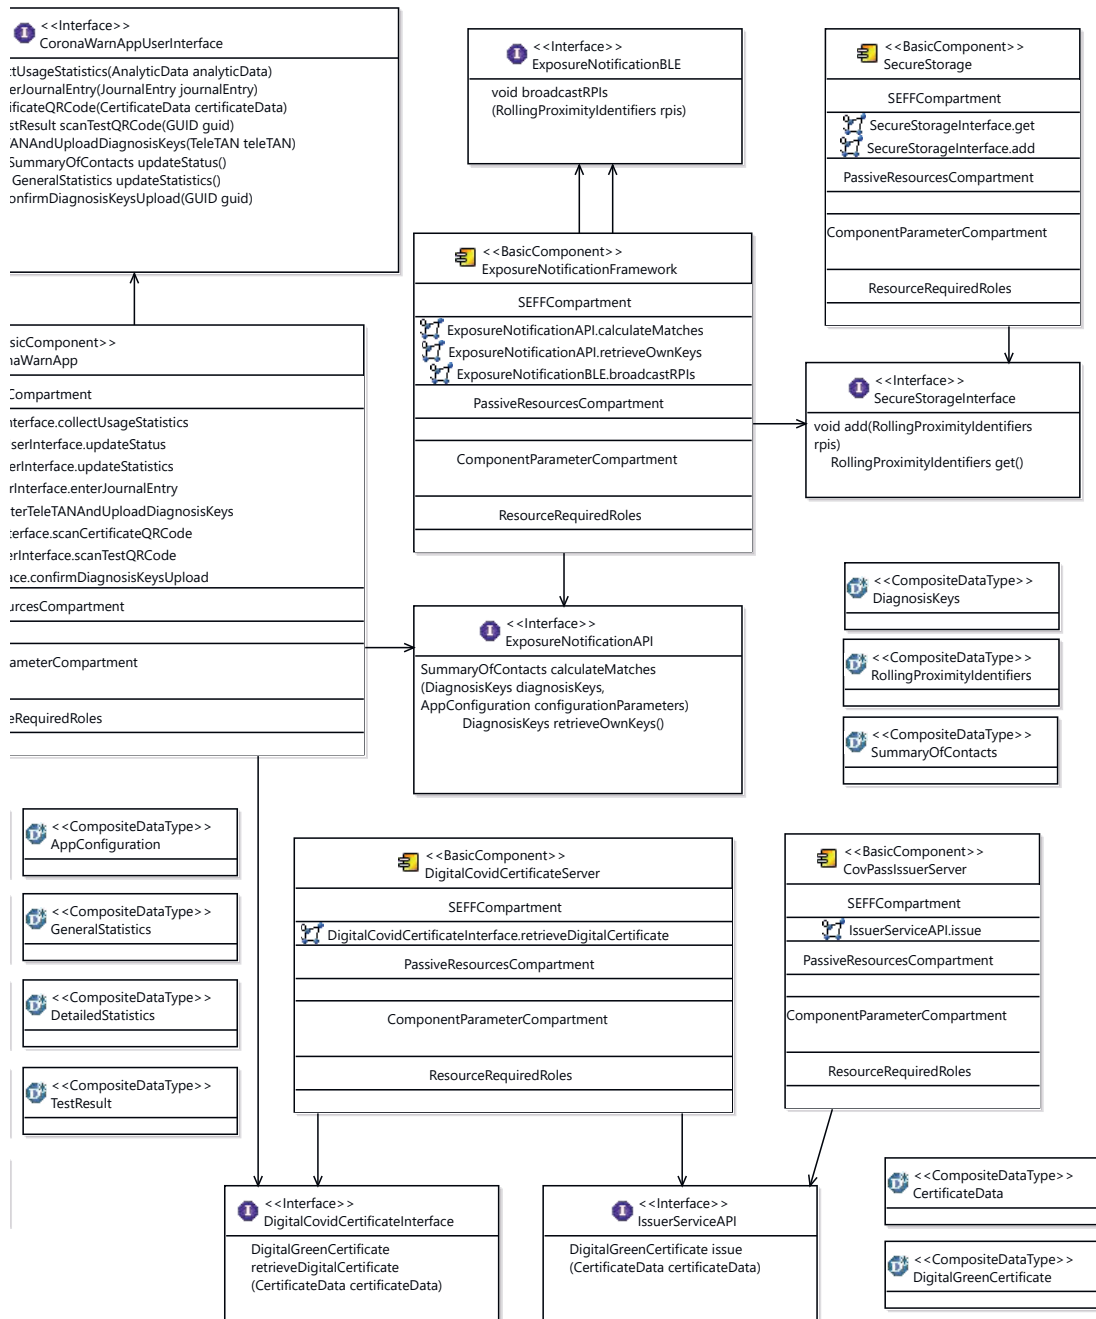 <<Interface>>
CoronaWarnAppUserInterface
ctUsageStatistics(AnalyticData analyticData)
erJournalEntry(JournalEntry journalEntry)
ificateQRCode(CertificateData certificateData)
stResult scanTestQRCode(GUID guid)
ANAndUploadDiagnosisKeys(TeleTAN teleTAN)
SummaryOfContacts updateStatus()
GeneralStatistics updateStatistics()
onfirmDiagnosisKeysUpload(GUID guid)
<<Interface>>
ExposureNotificationBLE
void broadcastRPIs
(RollingProximityIdentifiers rpis)
<<BasicComponent>>
SecureStorage
SEFFCompartment
SecureStorageInterface.get
SecureStorageInterface.add
PassiveResourcesCompartment
ComponentParameterCompartment
ResourceRequiredRoles
<<BasicComponent>>
ExposureNotificationFramework
SEFFCompartment
ExposureNotificationAPI.calculateMatches
ExposureNotificationAPI.retrieveOwnKeys
ExposureNotificationBLE.broadcastRPIs
PassiveResourcesCompartment
ComponentParameterCompartment
ResourceRequiredRoles
asicComponent>>
naWarnApp
Compartment
nterface.collectUsageStatistics
serInterface.updateStatus
erInterface.updateStatistics
rInterface.enterJournalEntry
terTeleTANAndUploadDiagnosisKeys
terface.scanCertificateQRCode
erInterface.scanTestQRCode
ace.confirmDiagnosisKeysUpload
urcesCompartment
ameterCompartment
eRequiredRoles
<<Interface>>
SecureStorageInterface
void add(RollingProximityIdentifiers
rpis)
RollingProximityIdentifiers get()
<<Interface>>
ExposureNotificationAPI
SummaryOfContacts calculateMatches
(DiagnosisKeys diagnosisKeys,
AppConfiguration configurationParameters)
DiagnosisKeys retrieveOwnKeys()
<<CompositeDataType>>
DiagnosisKeys
<<CompositeDataType>>
RollingProximityIdentifiers
<<CompositeDataType>>
SummaryOfContacts
<<CompositeDataType>>
AppConfiguration
<<CompositeDataType>>
GeneralStatistics
<<CompositeDataType>>
DetailedStatistics
<<CompositeDataType>>
TestResult
<<BasicComponent>>
DigitalCovidCertificateServer
SEFFCompartment
DigitalCovidCertificateInterface.retrieveDigitalCertificate
PassiveResourcesCompartment
ComponentParameterCompartment
ResourceRequiredRoles
<<BasicComponent>>
CovPassIssuerServer
SEFFCompartment
IssuerServiceAPI.issue
PassiveResourcesCompartment
ComponentParameterCompartment
ResourceRequiredRoles
<<Interface>>
DigitalCovidCertificateInterface
DigitalGreenCertificate
retrieveDigitalCertificate
(CertificateData certificateData)
<<Interface>>
IssuerServiceAPI
DigitalGreenCertificate issue
(CertificateData certificateData)
<<CompositeDataType>>
CertificateData
<<CompositeDataType>>
DigitalGreenCertificate